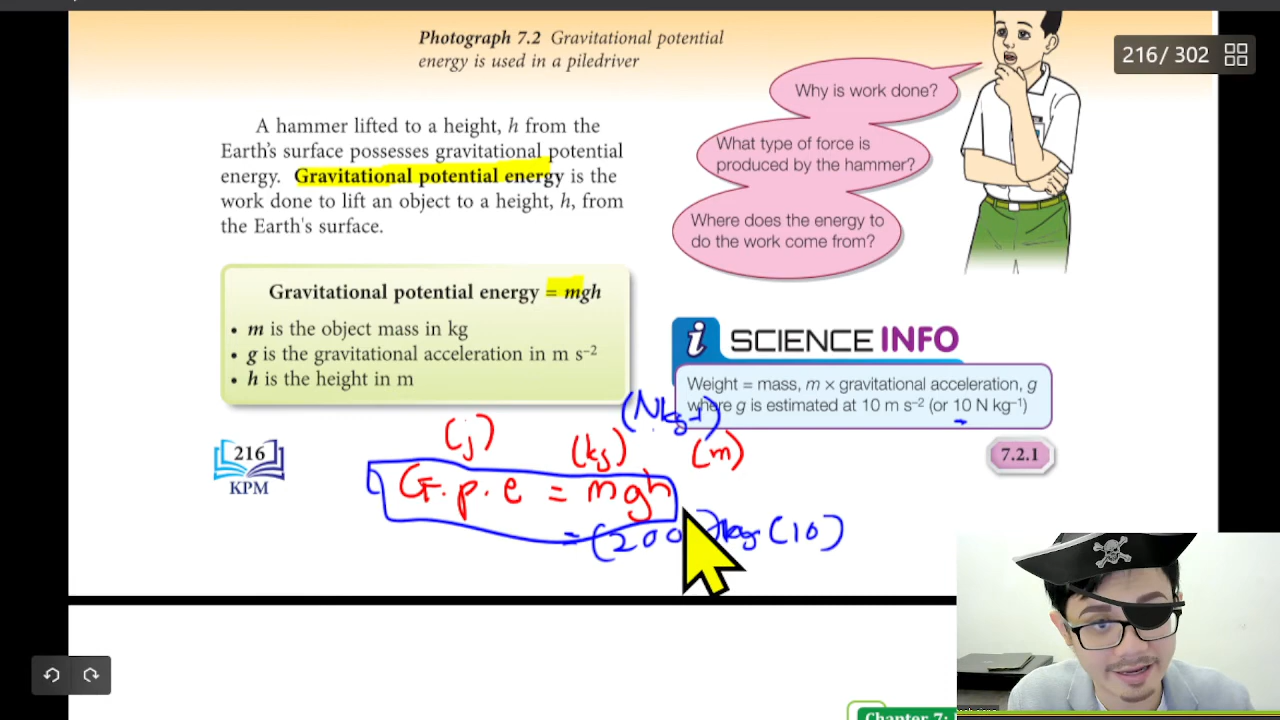 Photograph 7.2 Gravitational potential
energy is used in a piledriver
216/ 302
A hammer lifted to a height, h from the
Earth's surface possesses gravitational potential
energy. Gravitational potential energy is the
work done to lift an object to a height, h, from
the Earth's surface.
Why is work done?
What type of force is
produced by the hammer?
Where does the energy to
do the work come from?
Gravitational potential energy = mgh
• m is the object mass in kg
• g is the gravitational acceleration in m s⁻²
• h is the height in m
i SCIENCE INFO
Weight = mass, m × gravitational acceleration, g
where g is estimated at 10 m s⁻² (or 10 N kg⁻¹)
216
KPM
7.2.1
(Nkg⁻¹)
(j) (kg) (m)
G.p.e = mgh
= (200) kg (10)
Chapter 7: